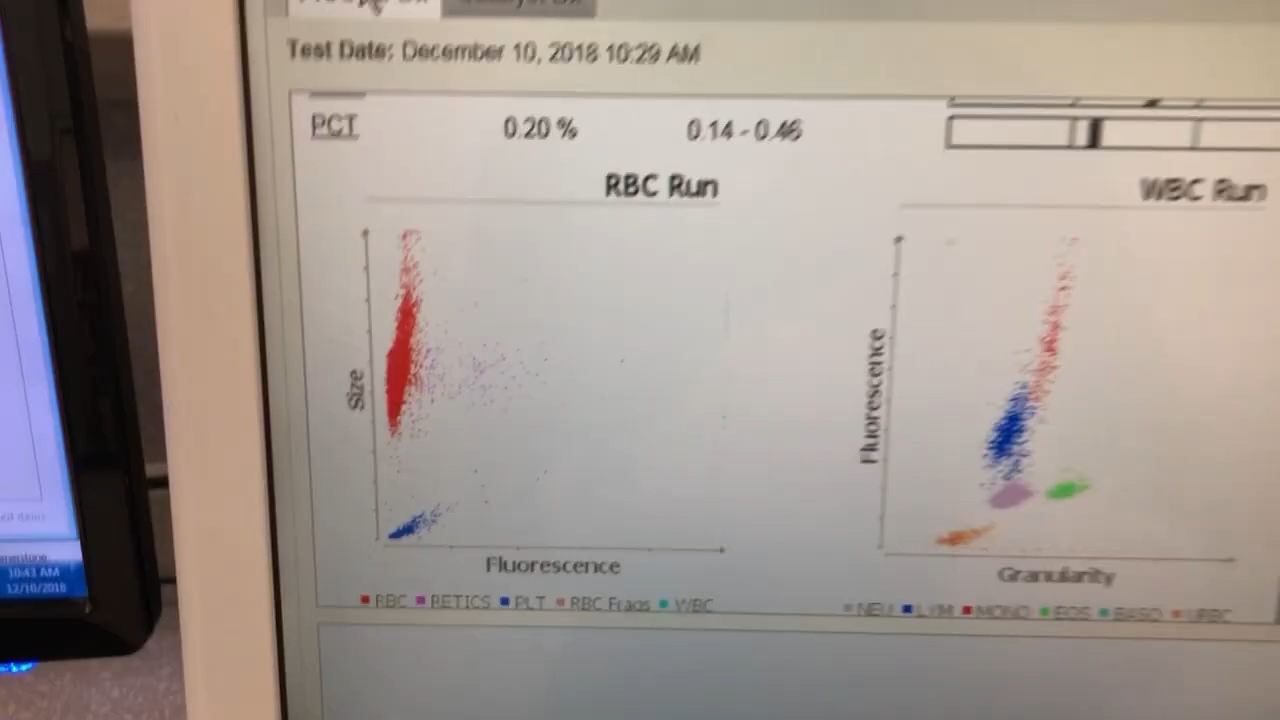 Test Date: December 10, 2018 10:29 AM
PCT 0.20 % 0.14 - 0.46
RBC Run
WBC Run
Size
Fluorescence
Fluorescence
Granularity
RBC RETICS PLT RBC Frags WBC
NEU LYM MONO EOS BASO URBC
10:43 AM
12/10/2018